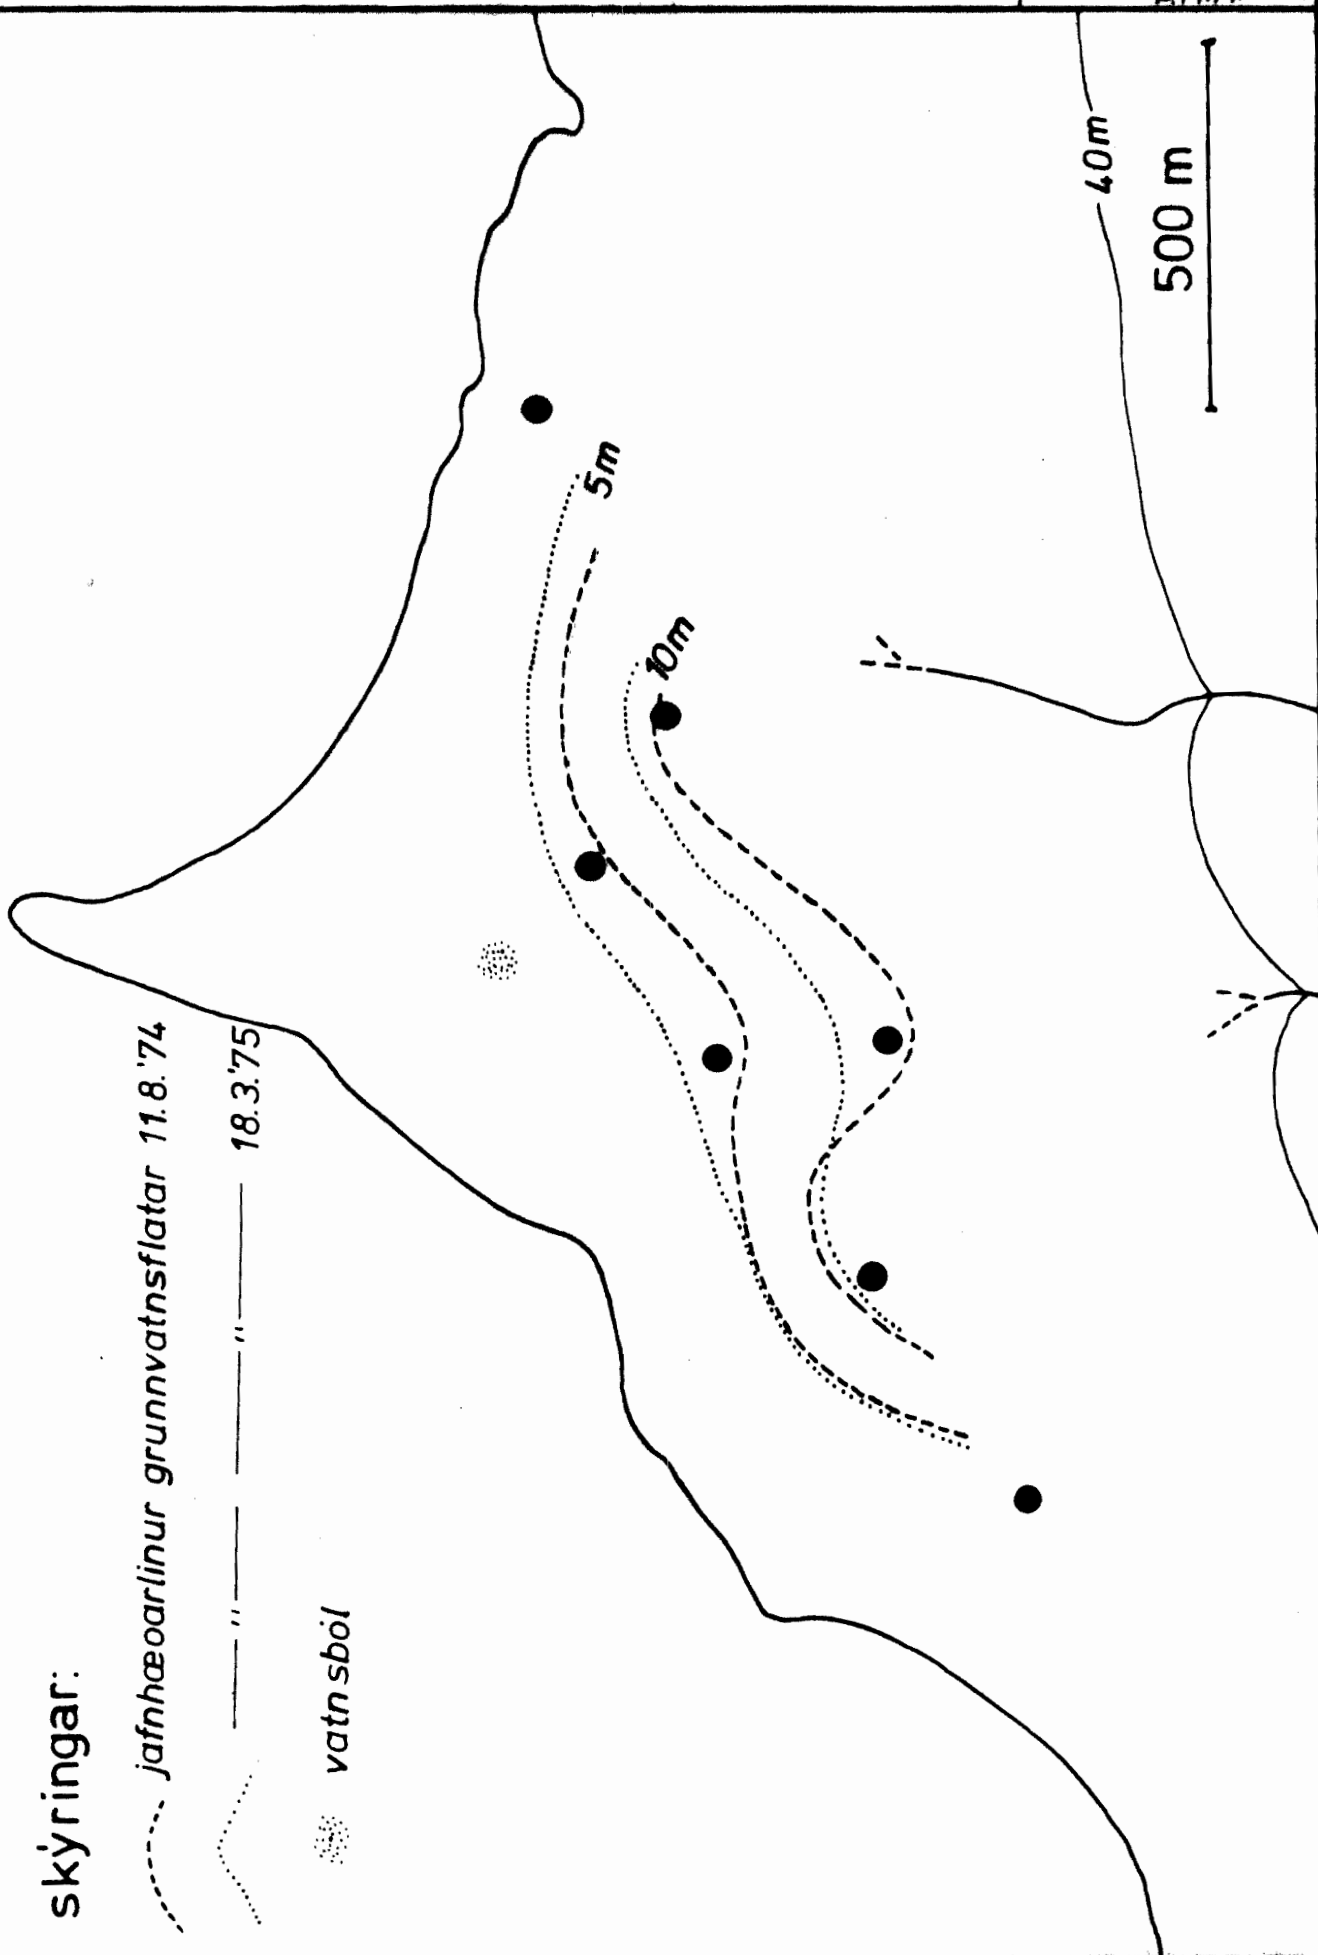 skýringar:
jafnhæðarlínur grunnvatnsflatar 11.8.'74
— " — — " — 18.3.'75
vatnsból
5m
10m
40m
500 m